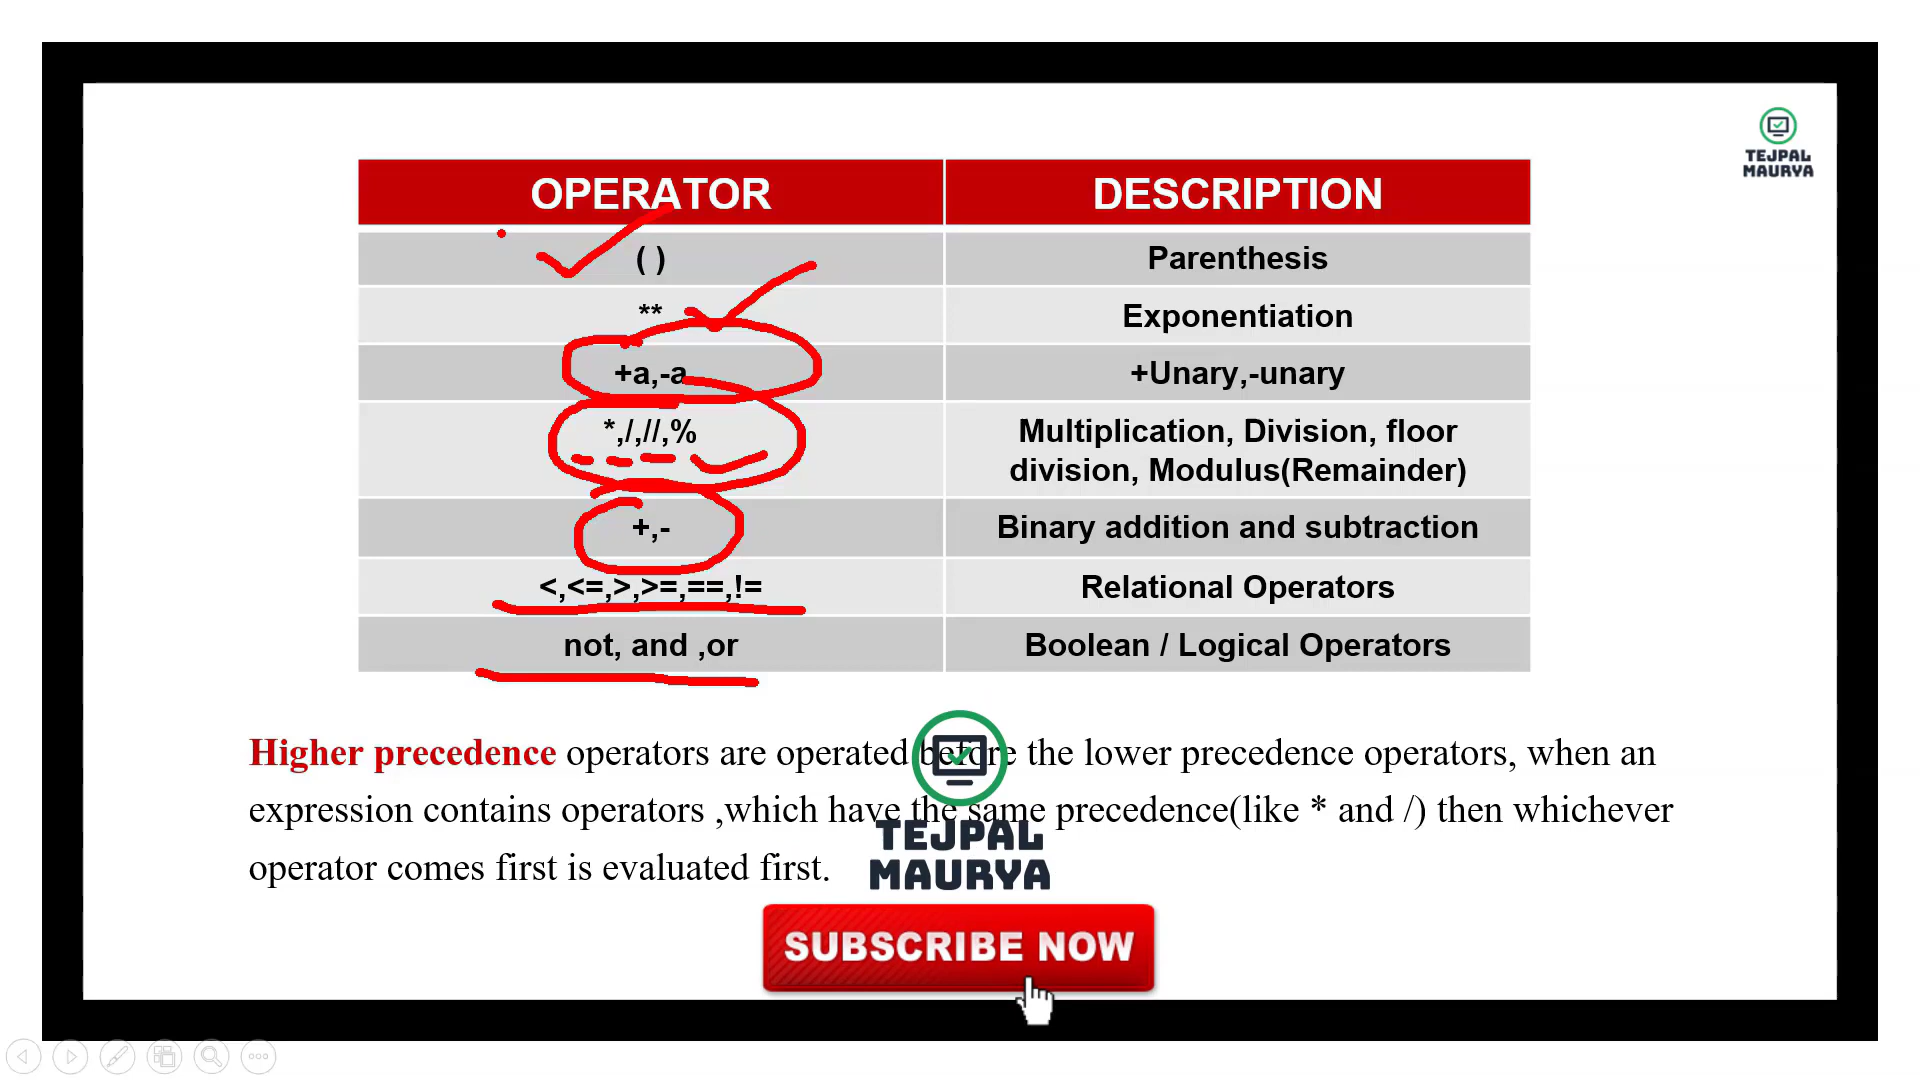 TEJPAL
MAURYA
OPERATOR DESCRIPTION
( ) Parenthesis
** Exponentiation
+a,-a +Unary,-unary
*,/,//,% Multiplication, Division, floor
division, Modulus(Remainder)
+,- Binary addition and subtraction
<,<=,>,>=,==,!= Relational Operators
not, and ,or Boolean / Logical Operators
Higher precedence operators are operated before the lower precedence operators, when an
expression contains operators ,which have the same precedence(like * and /) then whichever
operator comes first is evaluated first.
TEJPAL
MAURYA
SUBSCRIBE NOW